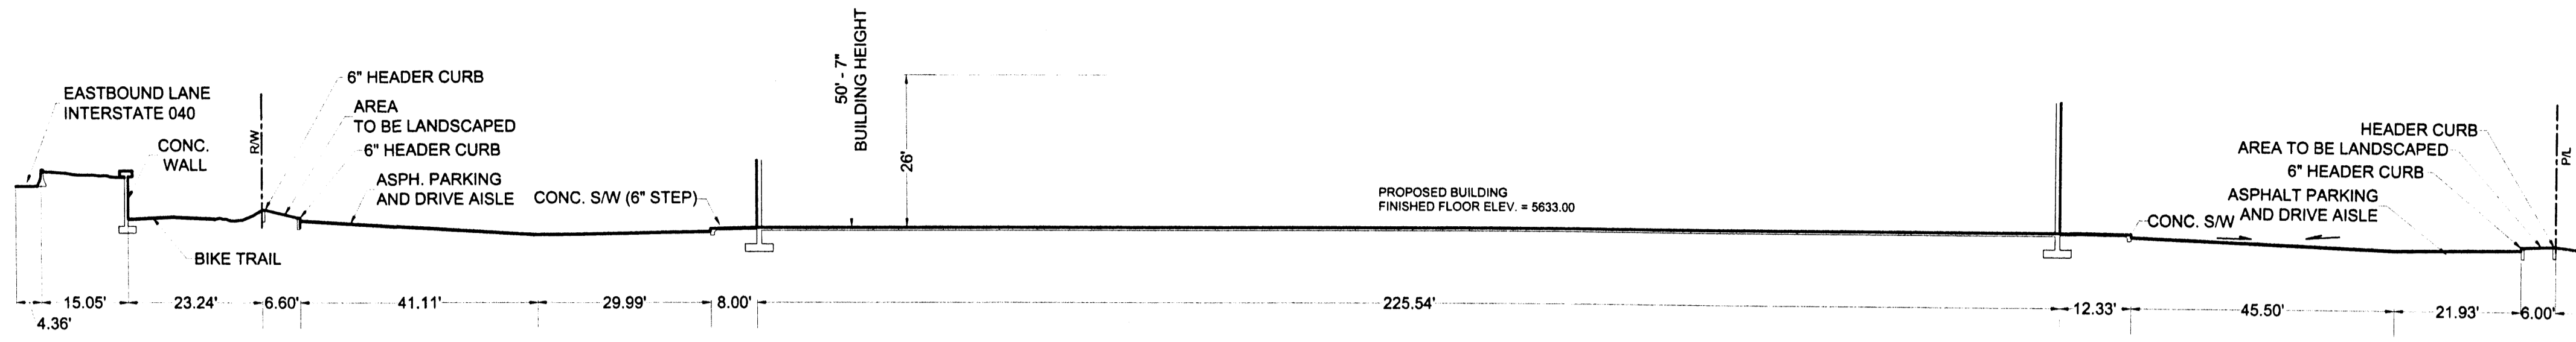 EASTBOUND LANE
INTERSTATE 040
CONC.
WALL
R/W
6" HEADER CURB
AREA
TO BE LANDSCAPED
6" HEADER CURB
ASPH. PARKING
AND DRIVE AISLE
CONC. S/W (6" STEP)
BIKE TRAIL
50' - 7"
BUILDING HEIGHT
26'
PROPOSED BUILDING
FINISHED FLOOR ELEV. = 5633.00
HEADER CURB
AREA TO BE LANDSCAPED
6" HEADER CURB
ASPHALT PARKING
AND DRIVE AISLE
CONC. S/W
P/L
4.36'
15.05'
23.24'
6.60'
41.11'
29.99'
8.00'
225.54'
12.33'
45.50'
21.93'
6.00'